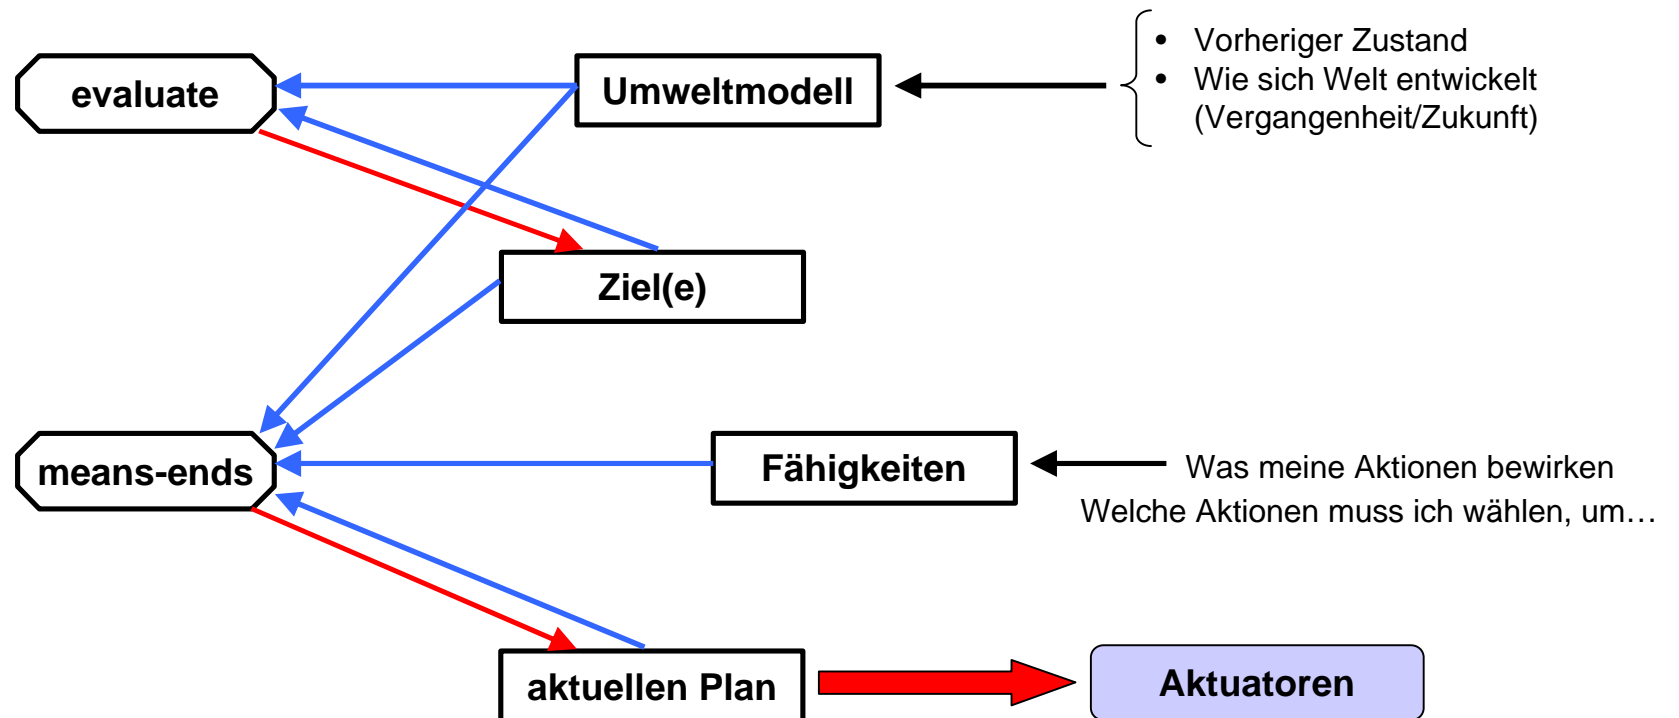 evaluate
Umweltmodell
• Vorheriger Zustand
• Wie sich Welt entwickelt
(Vergangenheit/Zukunft)
Ziel(e)
means-ends
Fähigkeiten
Was meine Aktionen bewirken
Welche Aktionen muss ich wählen, um…
aktuellen Plan
Aktuatoren